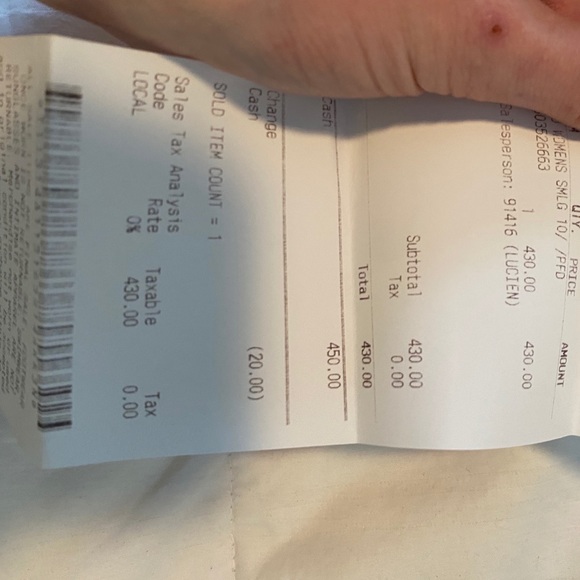 QTY. PRICE AMOUNT
WOMENS SMLG TO/ /PFD
03526663
1 430.00 430.00
Salesperson: 91416 (LUCIEN)
Subtotal 430.00
Tax 0.00
Total 430.00
Cash 450.00
Change
Cash (20.00)
SOLD ITEM COUNT = 1
Sales Tax Analysis
Code Rate Taxable Tax
LOCAL 0% 430.00 0.00